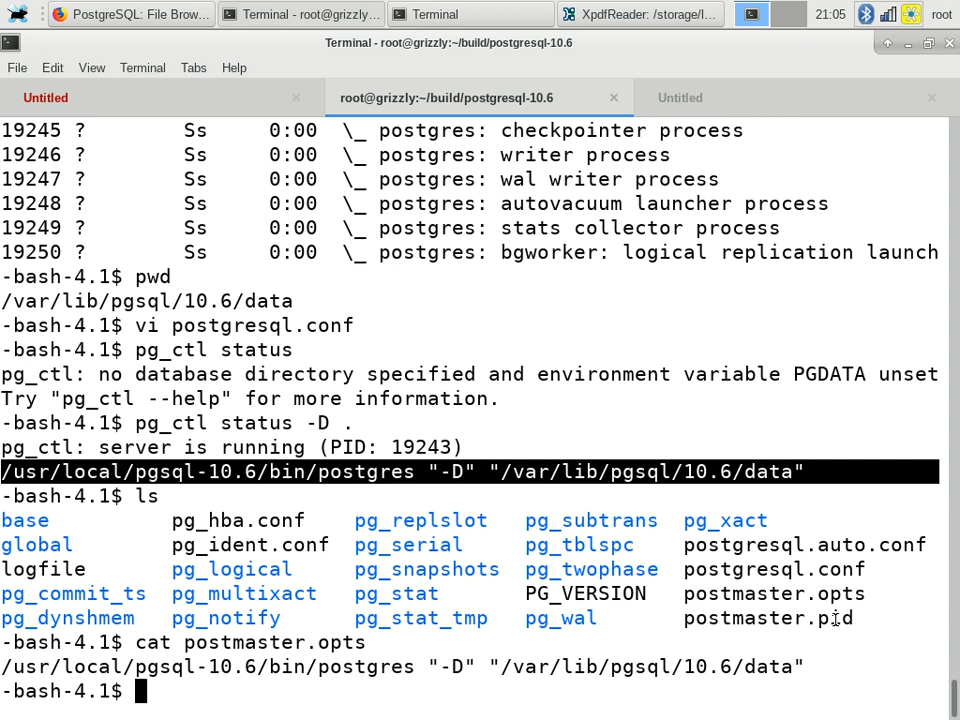 PostgreSQL: File Brow...
Terminal - root@grizzly:...
Terminal
XpdfReader: /storage/l...
21:05
root
Terminal - root@grizzly:~/build/postgresql-10.6
File Edit View Terminal Tabs Help
Untitled
root@grizzly:~/build/postgresql-10.6
Untitled
19245 ? Ss 0:00 \_ postgres: checkpointer process
19246 ? Ss 0:00 \_ postgres: writer process
19247 ? Ss 0:00 \_ postgres: wal writer process
19248 ? Ss 0:00 \_ postgres: autovacuum launcher process
19249 ? Ss 0:00 \_ postgres: stats collector process
19250 ? Ss 0:00 \_ postgres: bgworker: logical replication launch
-bash-4.1$ pwd
/var/lib/pgsql/10.6/data
-bash-4.1$ vi postgresql.conf
-bash-4.1$ pg_ctl status
pg_ctl: no database directory specified and environment variable PGDATA unset
Try "pg_ctl --help" for more information.
-bash-4.1$ pg_ctl status -D .
pg_ctl: server is running (PID: 19243)
/usr/local/pgsql-10.6/bin/postgres "-D" "/var/lib/pgsql/10.6/data"
-bash-4.1$ ls
base pg_hba.conf pg_replslot pg_subtrans pg_xact
global pg_ident.conf pg_serial pg_tblspc postgresql.auto.conf
logfile pg_logical pg_snapshots pg_twophase postgresql.conf
pg_commit_ts pg_multixact pg_stat PG_VERSION postmaster.opts
pg_dynshmem pg_notify pg_stat_tmp pg_wal postmaster.pid
-bash-4.1$ cat postmaster.opts
/usr/local/pgsql-10.6/bin/postgres "-D" "/var/lib/pgsql/10.6/data"
-bash-4.1$